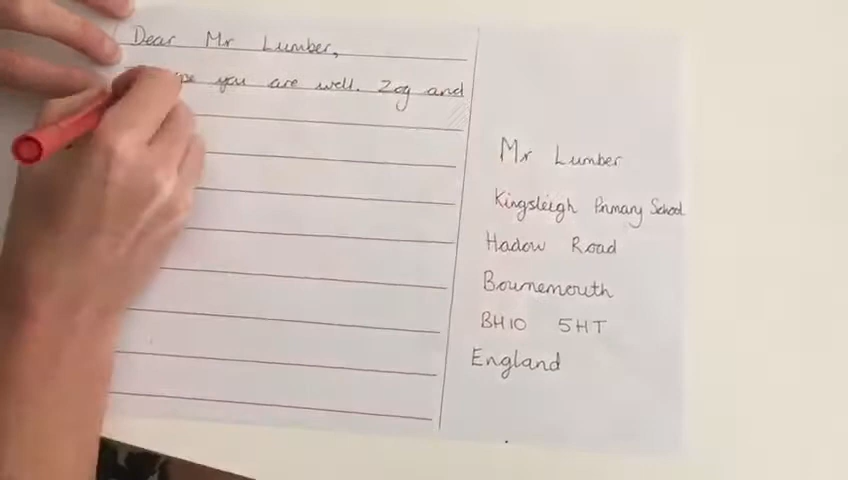 Dear Mr Lumber,
you are well. Zog and
Mr Lumber
Kingsleigh Primary School
Hadow Road
Bournemouth
BH10 5HT
England